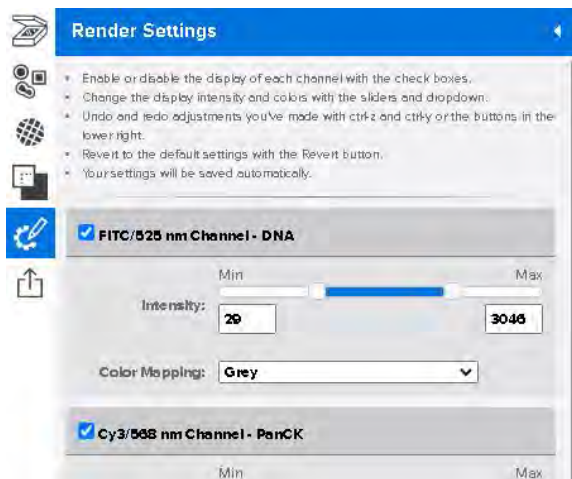 Render Settings
• Enable or disable the display of each channel with the check boxes.
• Change the display intensity and colors with the sliders and dropdown.
• Undo and redo adjustments you've made with ctrl-z and ctrl-y or the buttons in the
lower right.
• Revert to the default settings with the Revert button.
• Your settings will be saved automatically.
FITC/525 nm Channel - DNA
Min Max
Intensity:
29 3046
Color Mapping: Grey
Cy3/568 nm Channel - PanCK
Min Max